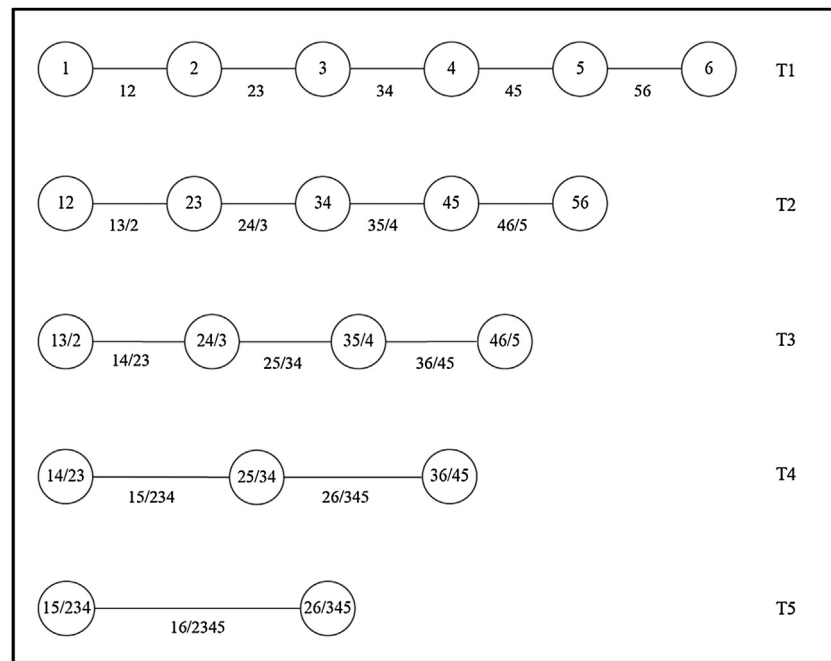 1 2 3 4 5 6 T1
12 23 34 45 56
12 23 34 45 56 T2
13/2 24/3 35/4 46/5
13/2 24/3 35/4 46/5 T3
14/23 25/34 36/45
14/23 25/34 36/45 T4
15/234 26/345
15/234 26/345 T5
16/2345